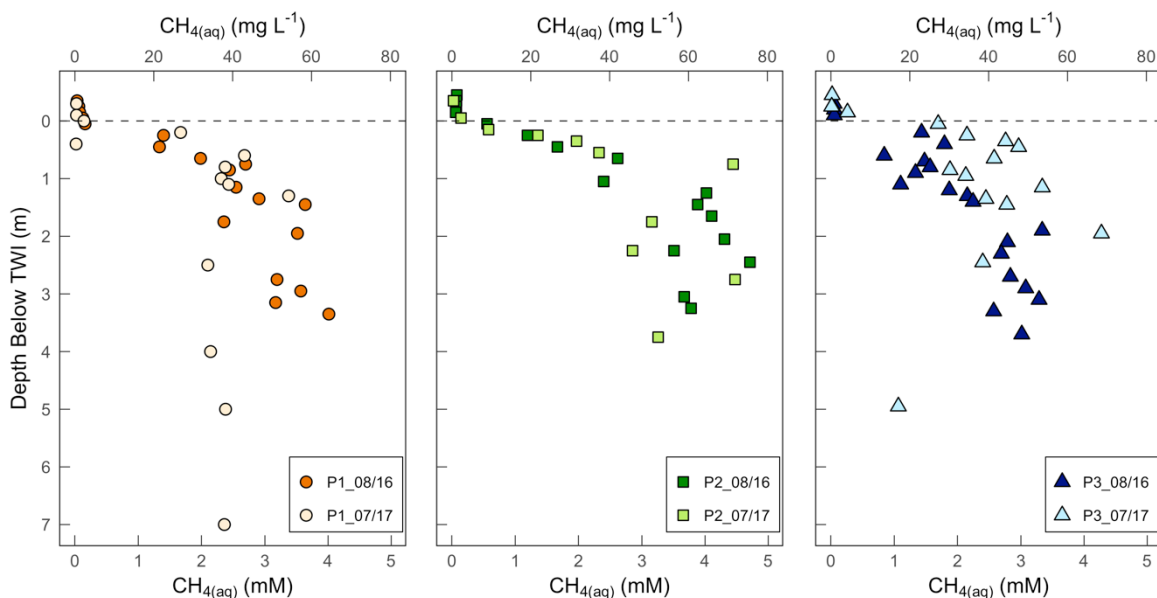 CH4(aq) (mg L-1) CH4(aq) (mg L-1) CH4(aq) (mg L-1)
0 20 40 60 80 0 20 40 60 80 0 20 40 60 80
Depth Below TWI (m)
0
1
2
3
4
5
6
7
P1_08/16 P2_08/16 P3_08/16
P1_07/17 P2_07/17 P3_07/17
0 1 2 3 4 5 0 1 2 3 4 5 0 1 2 3 4 5
CH4(aq) (mM) CH4(aq) (mM) CH4(aq) (mM)